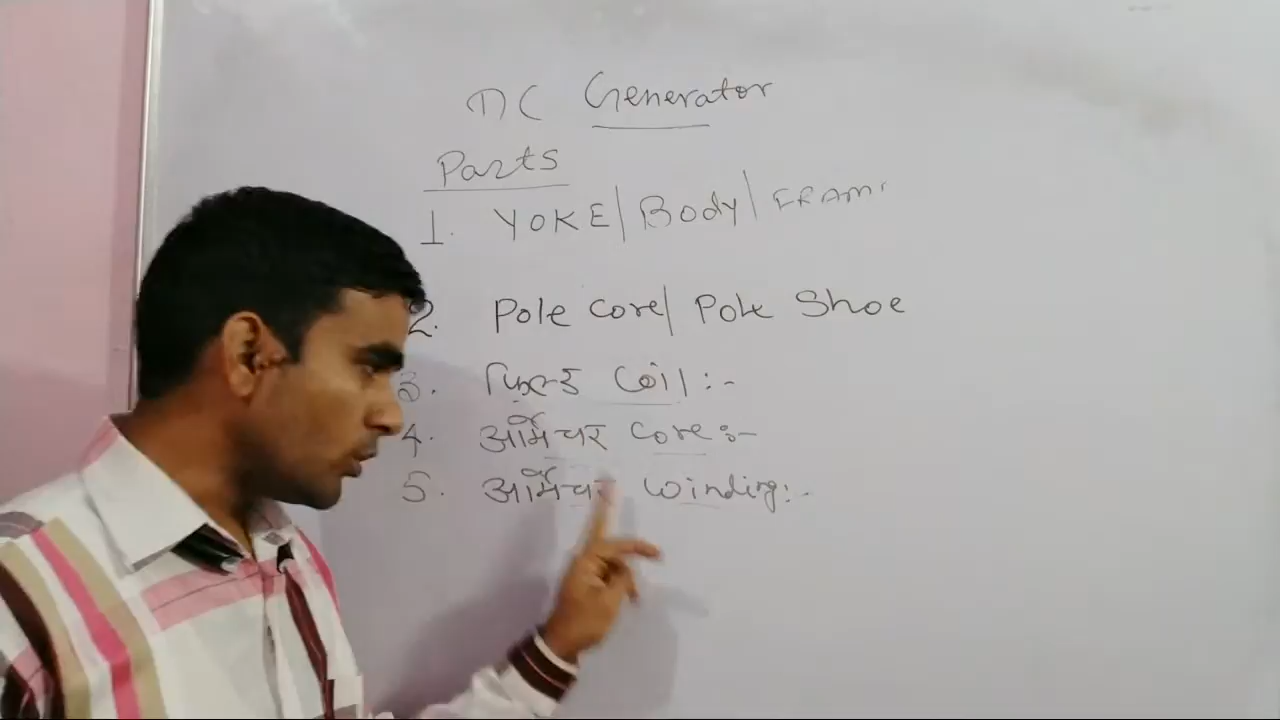 DC Generator
Parts
1. YOKE/Body/FRAM
2. Pole Core/ Pole Shoe
3. फिल्ड Coil:-
4. आर्मेचर Core:-
5. आर्मेचर Winding:-